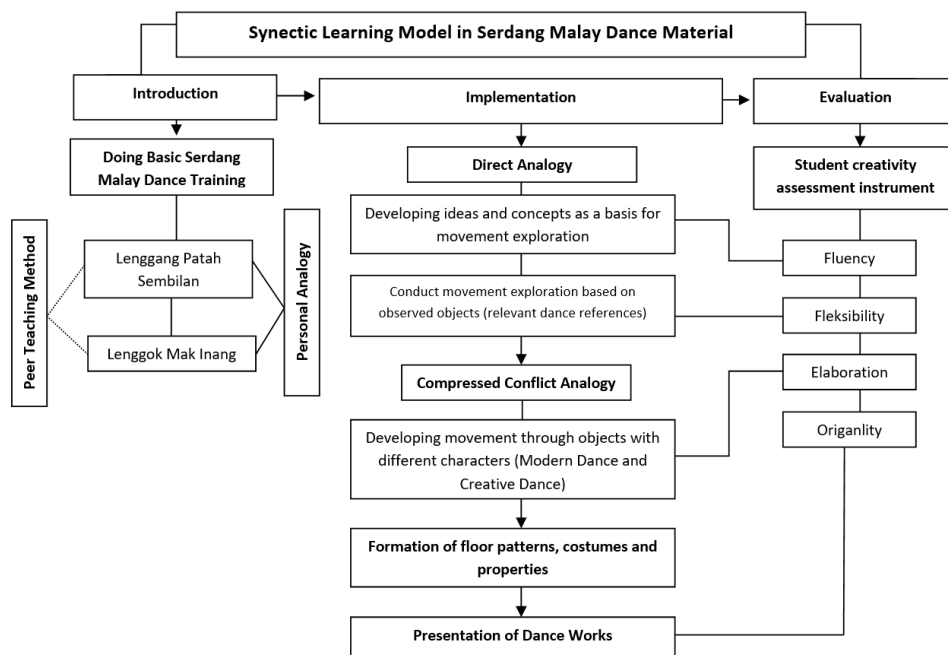 Synectic Learning Model in Serdang Malay Dance Material
Introduction
Implementation
Evaluation
Doing Basic Serdang
Malay Dance Training
Peer Teaching Method
Lenggang Patah
Sembilan
Lenggok Mak Inang
Personal Analogy
Direct Analogy
Developing ideas and concepts as a basis for
movement exploration
Conduct movement exploration based on
observed objects (relevant dance references)
Compressed Conflict Analogy
Developing movement through objects with
different characters (Modern Dance and
Creative Dance)
Formation of floor patterns, costumes and
properties
Presentation of Dance Works
Student creativity
assessment instrument
Fluency
Fleksibility
Elaboration
Origanlity